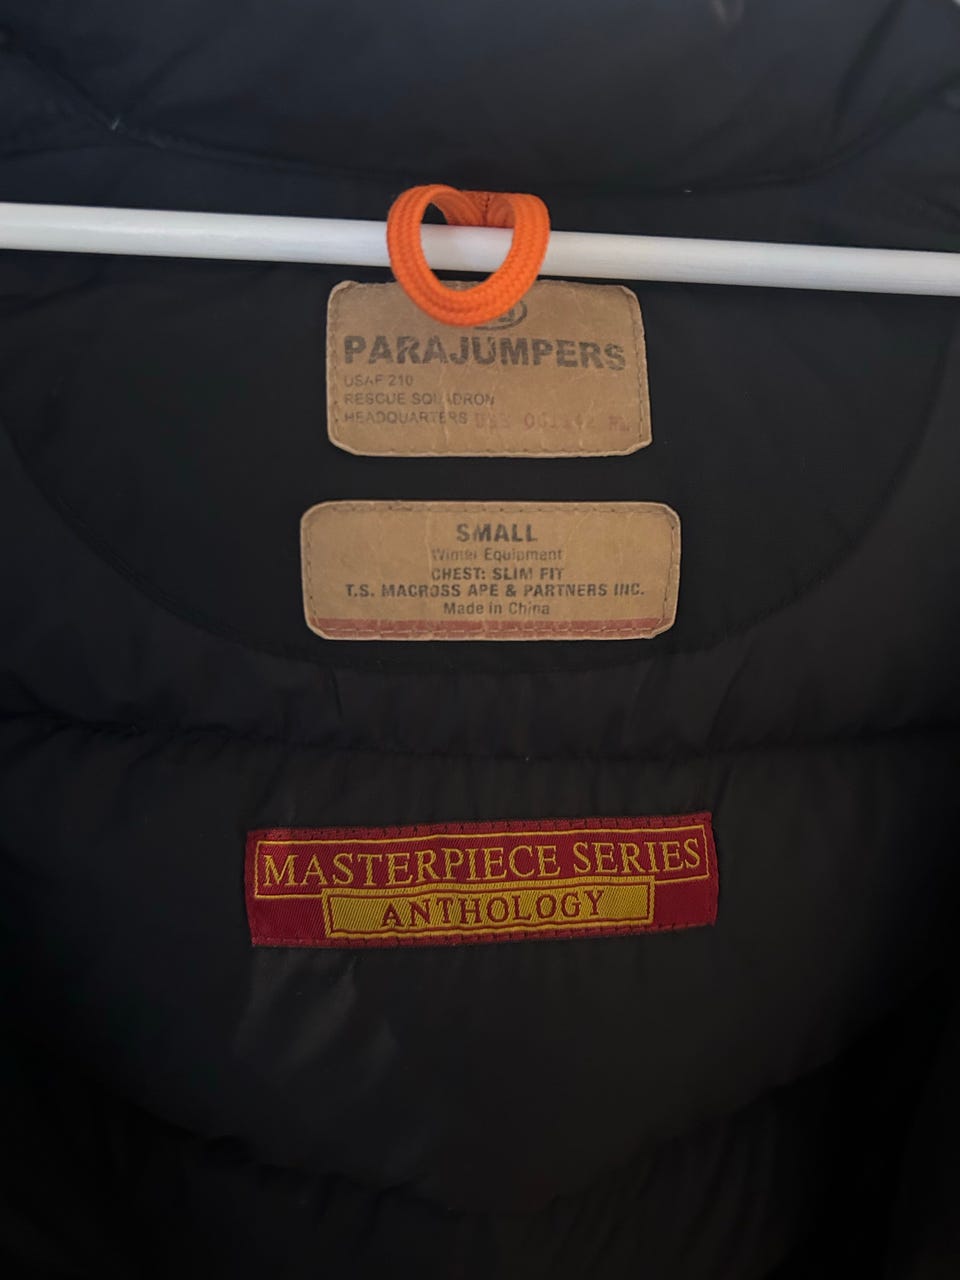 PARAJUMPERS
USAF 210
RESCUE SQUADRON
HEADQUARTERS
SMALL
Winter Equipment
CHEST: SLIM FIT
T.S. MACROSS APE & PARTNERS INC.
Made in China
MASTERPIECE SERIES
ANTHOLOGY